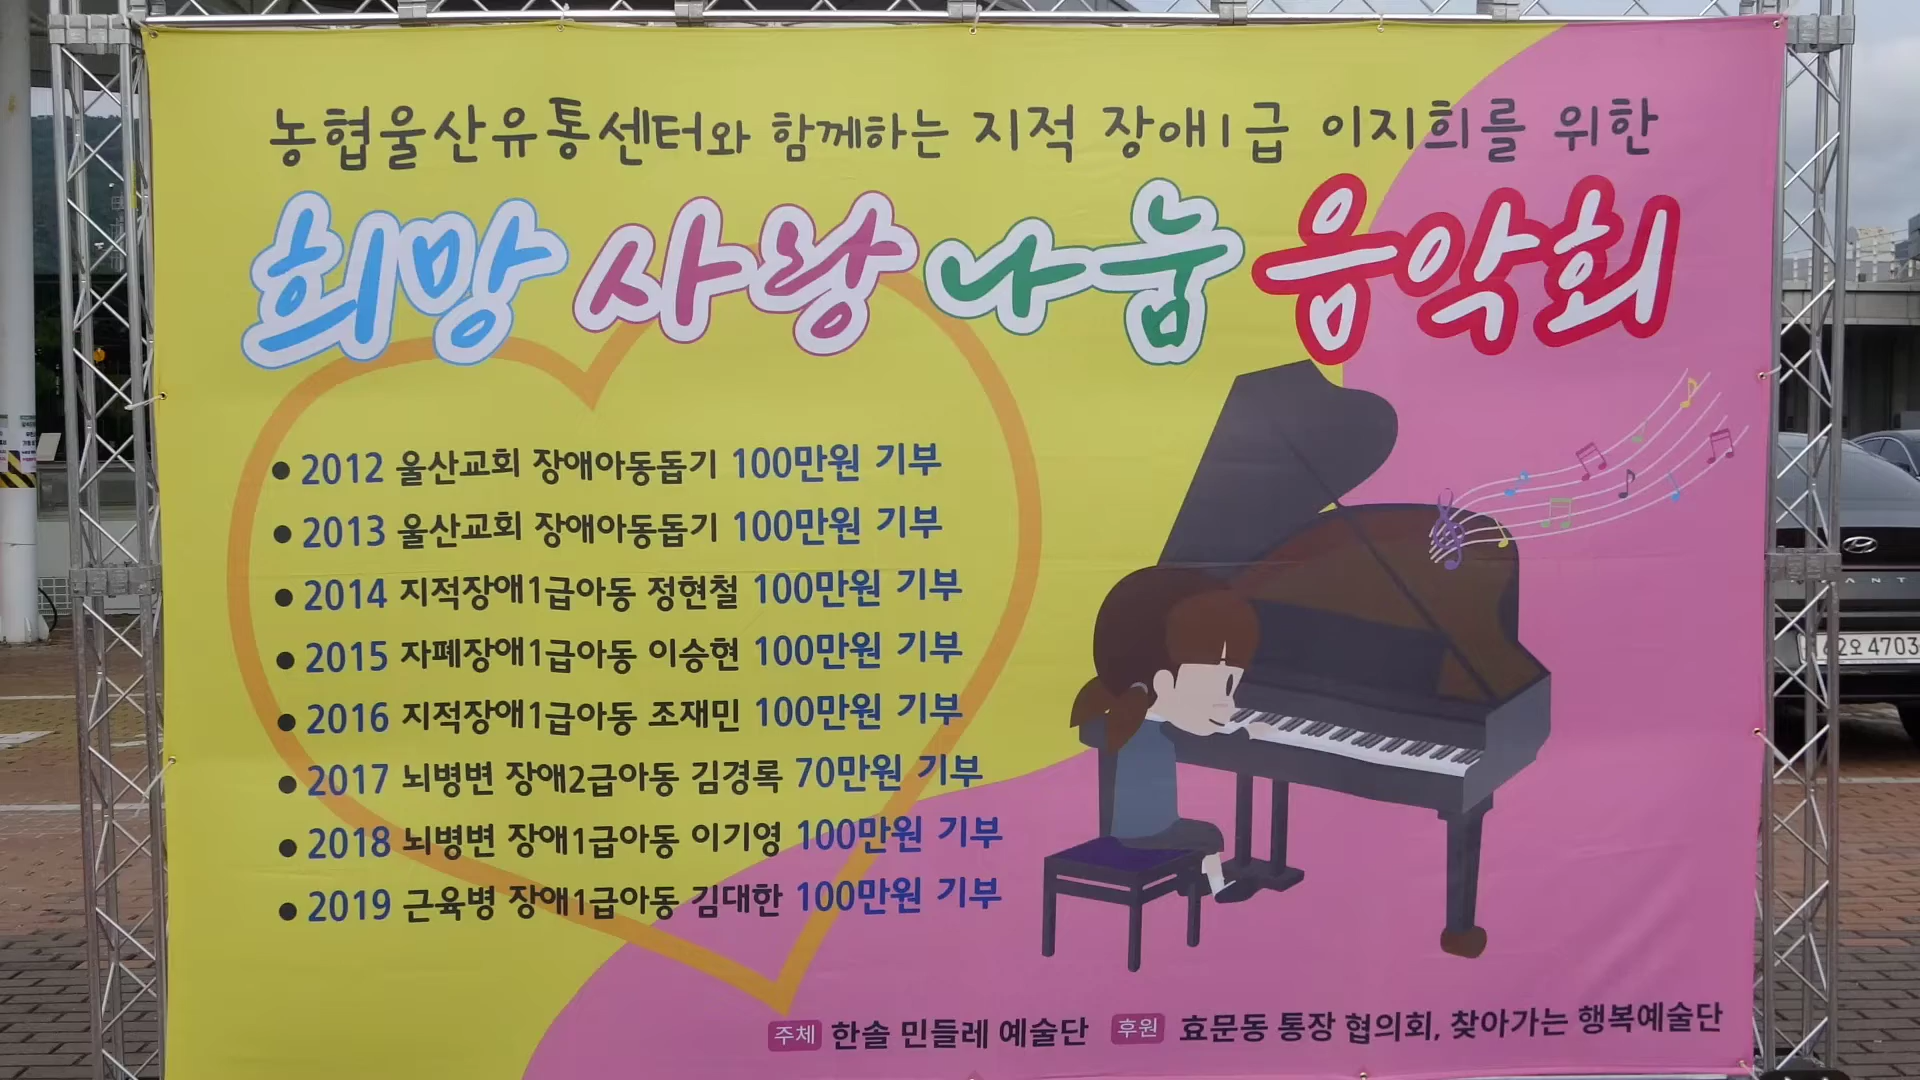 농협울산유통센터와 함께하는 지적 장애1급 이지희를 위한
희망 사랑 나눔 음악회
• 2012 울산교회 장애아동돕기 100만원 기부
• 2013 울산교회 장애아동돕기 100만원 기부
• 2014 지적장애1급아동 정현철 100만원 기부
• 2015 자폐장애1급아동 이승현 100만원 기부
• 2016 지적장애1급아동 조재민 100만원 기부
• 2017 뇌병변 장애2급아동 김경록 70만원 기부
• 2018 뇌병변 장애1급아동 이기영 100만원 기부
• 2019 근육병 장애1급아동 김대한 100만원 기부
주체 한솔 민들레 예술단 후원 효문동 통장 협의회, 찾아가는 행복예술단
2오 4703